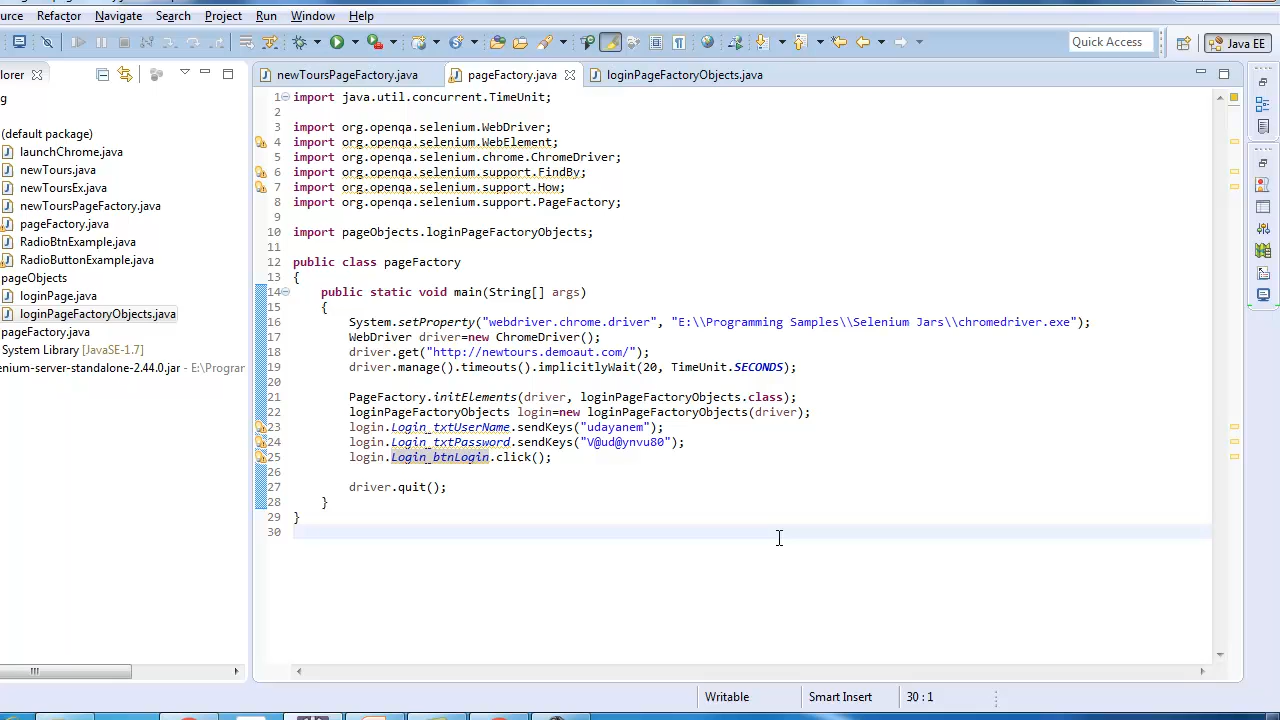 ource Refactor Navigate Search Project Run Window Help
Quick Access
Java EE
lorer
newToursPageFactory.java
pageFactory.java
loginPageFactoryObjects.java
g
(default package)
launchChrome.java
newTours.java
newToursEx.java
newToursPageFactory.java
pageFactory.java
RadioBtnExample.java
RadioButtonExample.java
pageObjects
loginPage.java
loginPageFactoryObjects.java
pageFactory.java
System Library [JavaSE-1.7]
enium-server-standalone-2.44.0.jar - E:\Prograr
1 import java.util.concurrent.TimeUnit;
2
3 import org.openqa.selenium.WebDriver;
4 import org.openqa.selenium.WebElement;
5 import org.openqa.selenium.chrome.ChromeDriver;
6 import org.openqa.selenium.support.FindBy;
7 import org.openqa.selenium.support.How;
8 import org.openqa.selenium.support.PageFactory;
9
10 import pageObjects.loginPageFactoryObjects;
11
12 public class pageFactory
13 {
14 public static void main(String[] args)
15 {
16 System.setProperty("webdriver.chrome.driver", "E:\\Programming Samples\\Selenium Jars\\chromedriver.exe");
17 WebDriver driver=new ChromeDriver();
18 driver.get("http://newtours.demoaut.com/");
19 driver.manage().timeouts().implicitlyWait(20, TimeUnit.SECONDS);
20
21 PageFactory.initElements(driver, loginPageFactoryObjects.class);
22 loginPageFactoryObjects login=new loginPageFactoryObjects(driver);
23 login.Login_txtUserName.sendKeys("udayanem");
24 login.Login_txtPassword.sendKeys("V@ud@ynvu80");
25 login.Login_btnLogin.click();
26
27 driver.quit();
28 }
29 }
30
Writable
Smart Insert
30 : 1